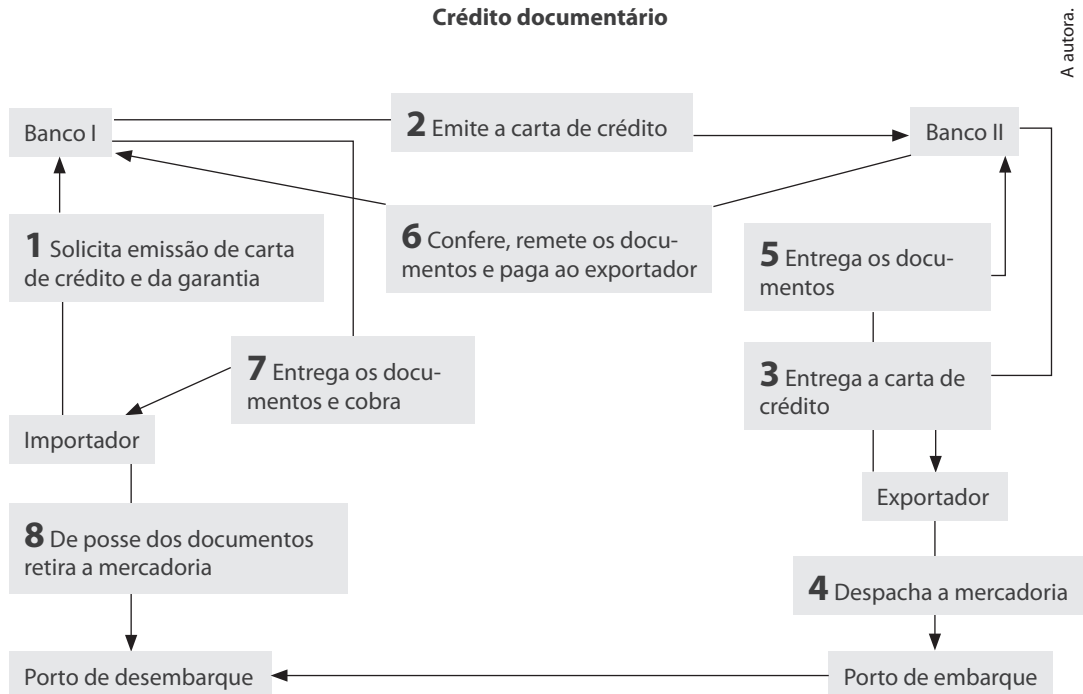 Crédito documentário
A autora.
Banco I
2 Emite a carta de crédito
Banco II
1 Solicita emissão de carta
de crédito e da garantia
6 Confere, remete os docu-
mentos e paga ao exportador
5 Entrega os docu-
mentos
7 Entrega os docu-
mentos e cobra
3 Entrega a carta de
crédito
Importador
Exportador
8 De posse dos documentos
retira a mercadoria
4 Despacha a mercadoria
Porto de desembarque
Porto de embarque